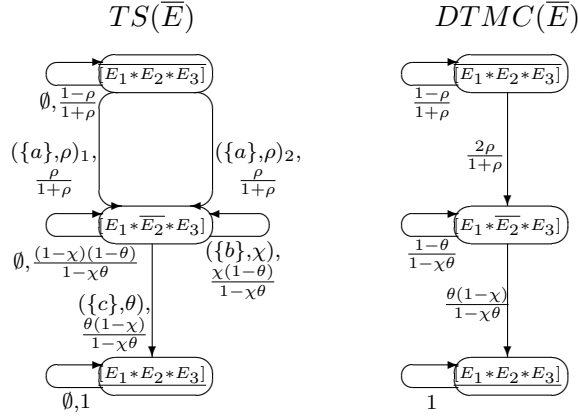 TS(E̅) DTMC(E̅)
[E₁∗E₂∗E₃] [E₁∗E₂∗E₃]
∅, (1−ρ)/(1+ρ) (1−ρ)/(1+ρ)
({a},ρ)₁, ({a},ρ)₂, 2ρ/(1+ρ)
ρ/(1+ρ) ρ/(1+ρ)
[E₁∗E̅₂∗E₃] [E₁∗E̅₂∗E₃]
∅, (1−χ)(1−θ)/(1−χθ) ({b},χ), (1−θ)/(1−χθ)
χ(1−θ)/(1−χθ)
({c},θ), θ(1−χ)/(1−χθ)
θ(1−χ)/(1−χθ)
[E₁∗E₂∗E₃] [E₁∗E₂∗E₃]
∅,1 1